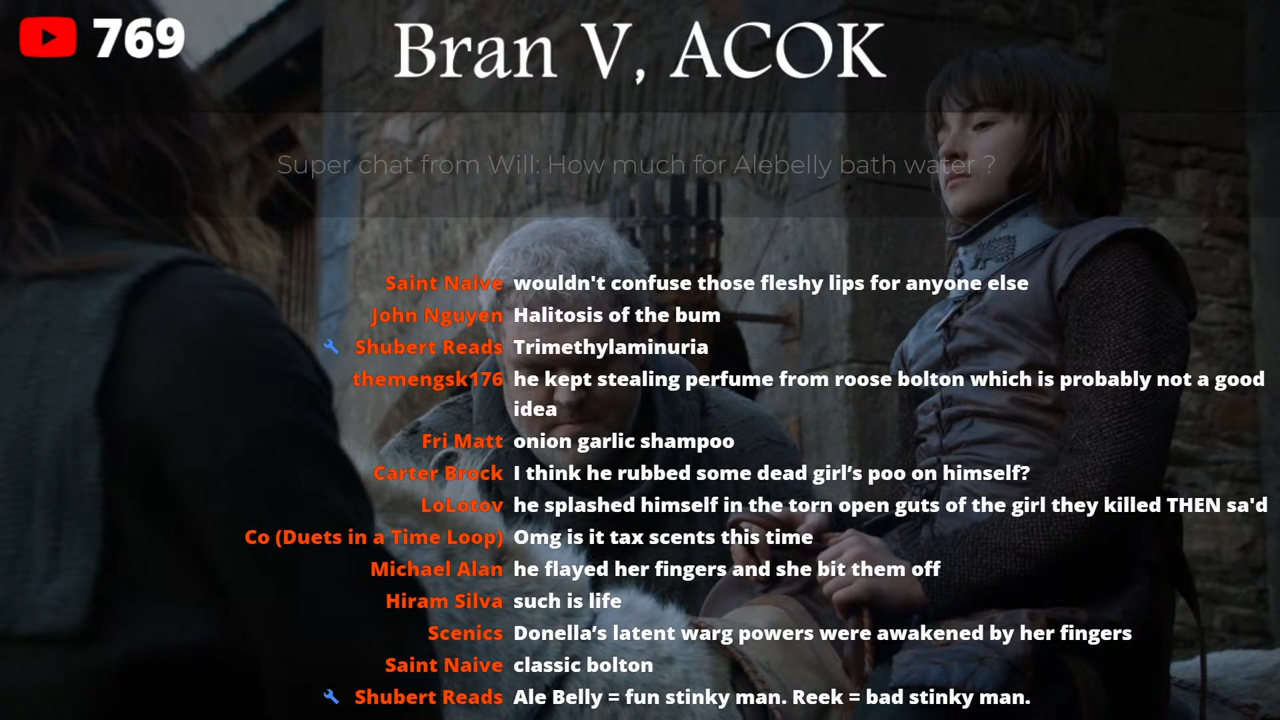 769
Bran V, ACOK
Super chat from Will: How much for Alebelly bath water ?
Saint Naive wouldn't confuse those fleshy lips for anyone else
John Nguyen Halitosis of the bum
Shubert Reads Trimethylaminuria
themengsk176 he kept stealing perfume from roose bolton which is probably not a good
idea
Fri Matt onion garlic shampoo
Carter Brock I think he rubbed some dead girl’s poo on himself?
LoLotov he splashed himself in the torn open guts of the girl they killed THEN sa'd
Co (Duets in a Time Loop) Omg is it tax scents this time
Michael Alan he flayed her fingers and she bit them off
Hiram Silva such is life
Scenics Donella’s latent warg powers were awakened by her fingers
Saint Naive classic bolton
Shubert Reads Ale Belly = fun stinky man. Reek = bad stinky man.